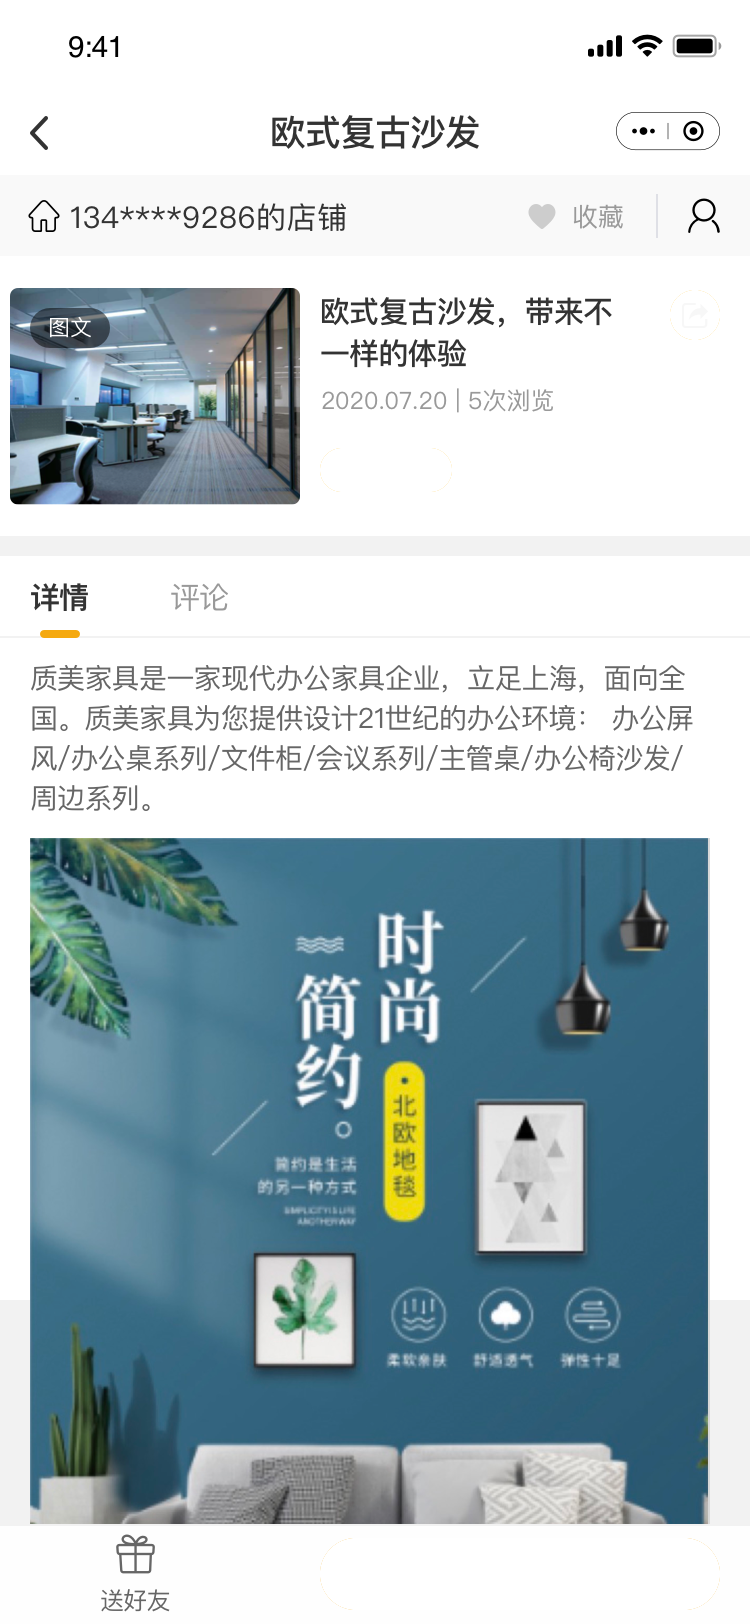 9:41
欧式复古沙发
134****9286的店铺
收藏
图文
欧式复古沙发，带来不
一样的体验
2020.07.20 | 5次浏览
详情
评论
质美家具是一家现代办公家具企业，立足上海，面向全
国。质美家具为您提供设计21世纪的办公环境： 办公屏
风/办公桌系列/文件柜/会议系列/主管桌/办公椅沙发/
周边系列。
时尚
简约。
•北欧地毯
简约是生活
的另一种方式
SIMPLICITY IS LIFE
ANOTHER WAY
柔软亲肤
舒适透气
弹性十足
送好友